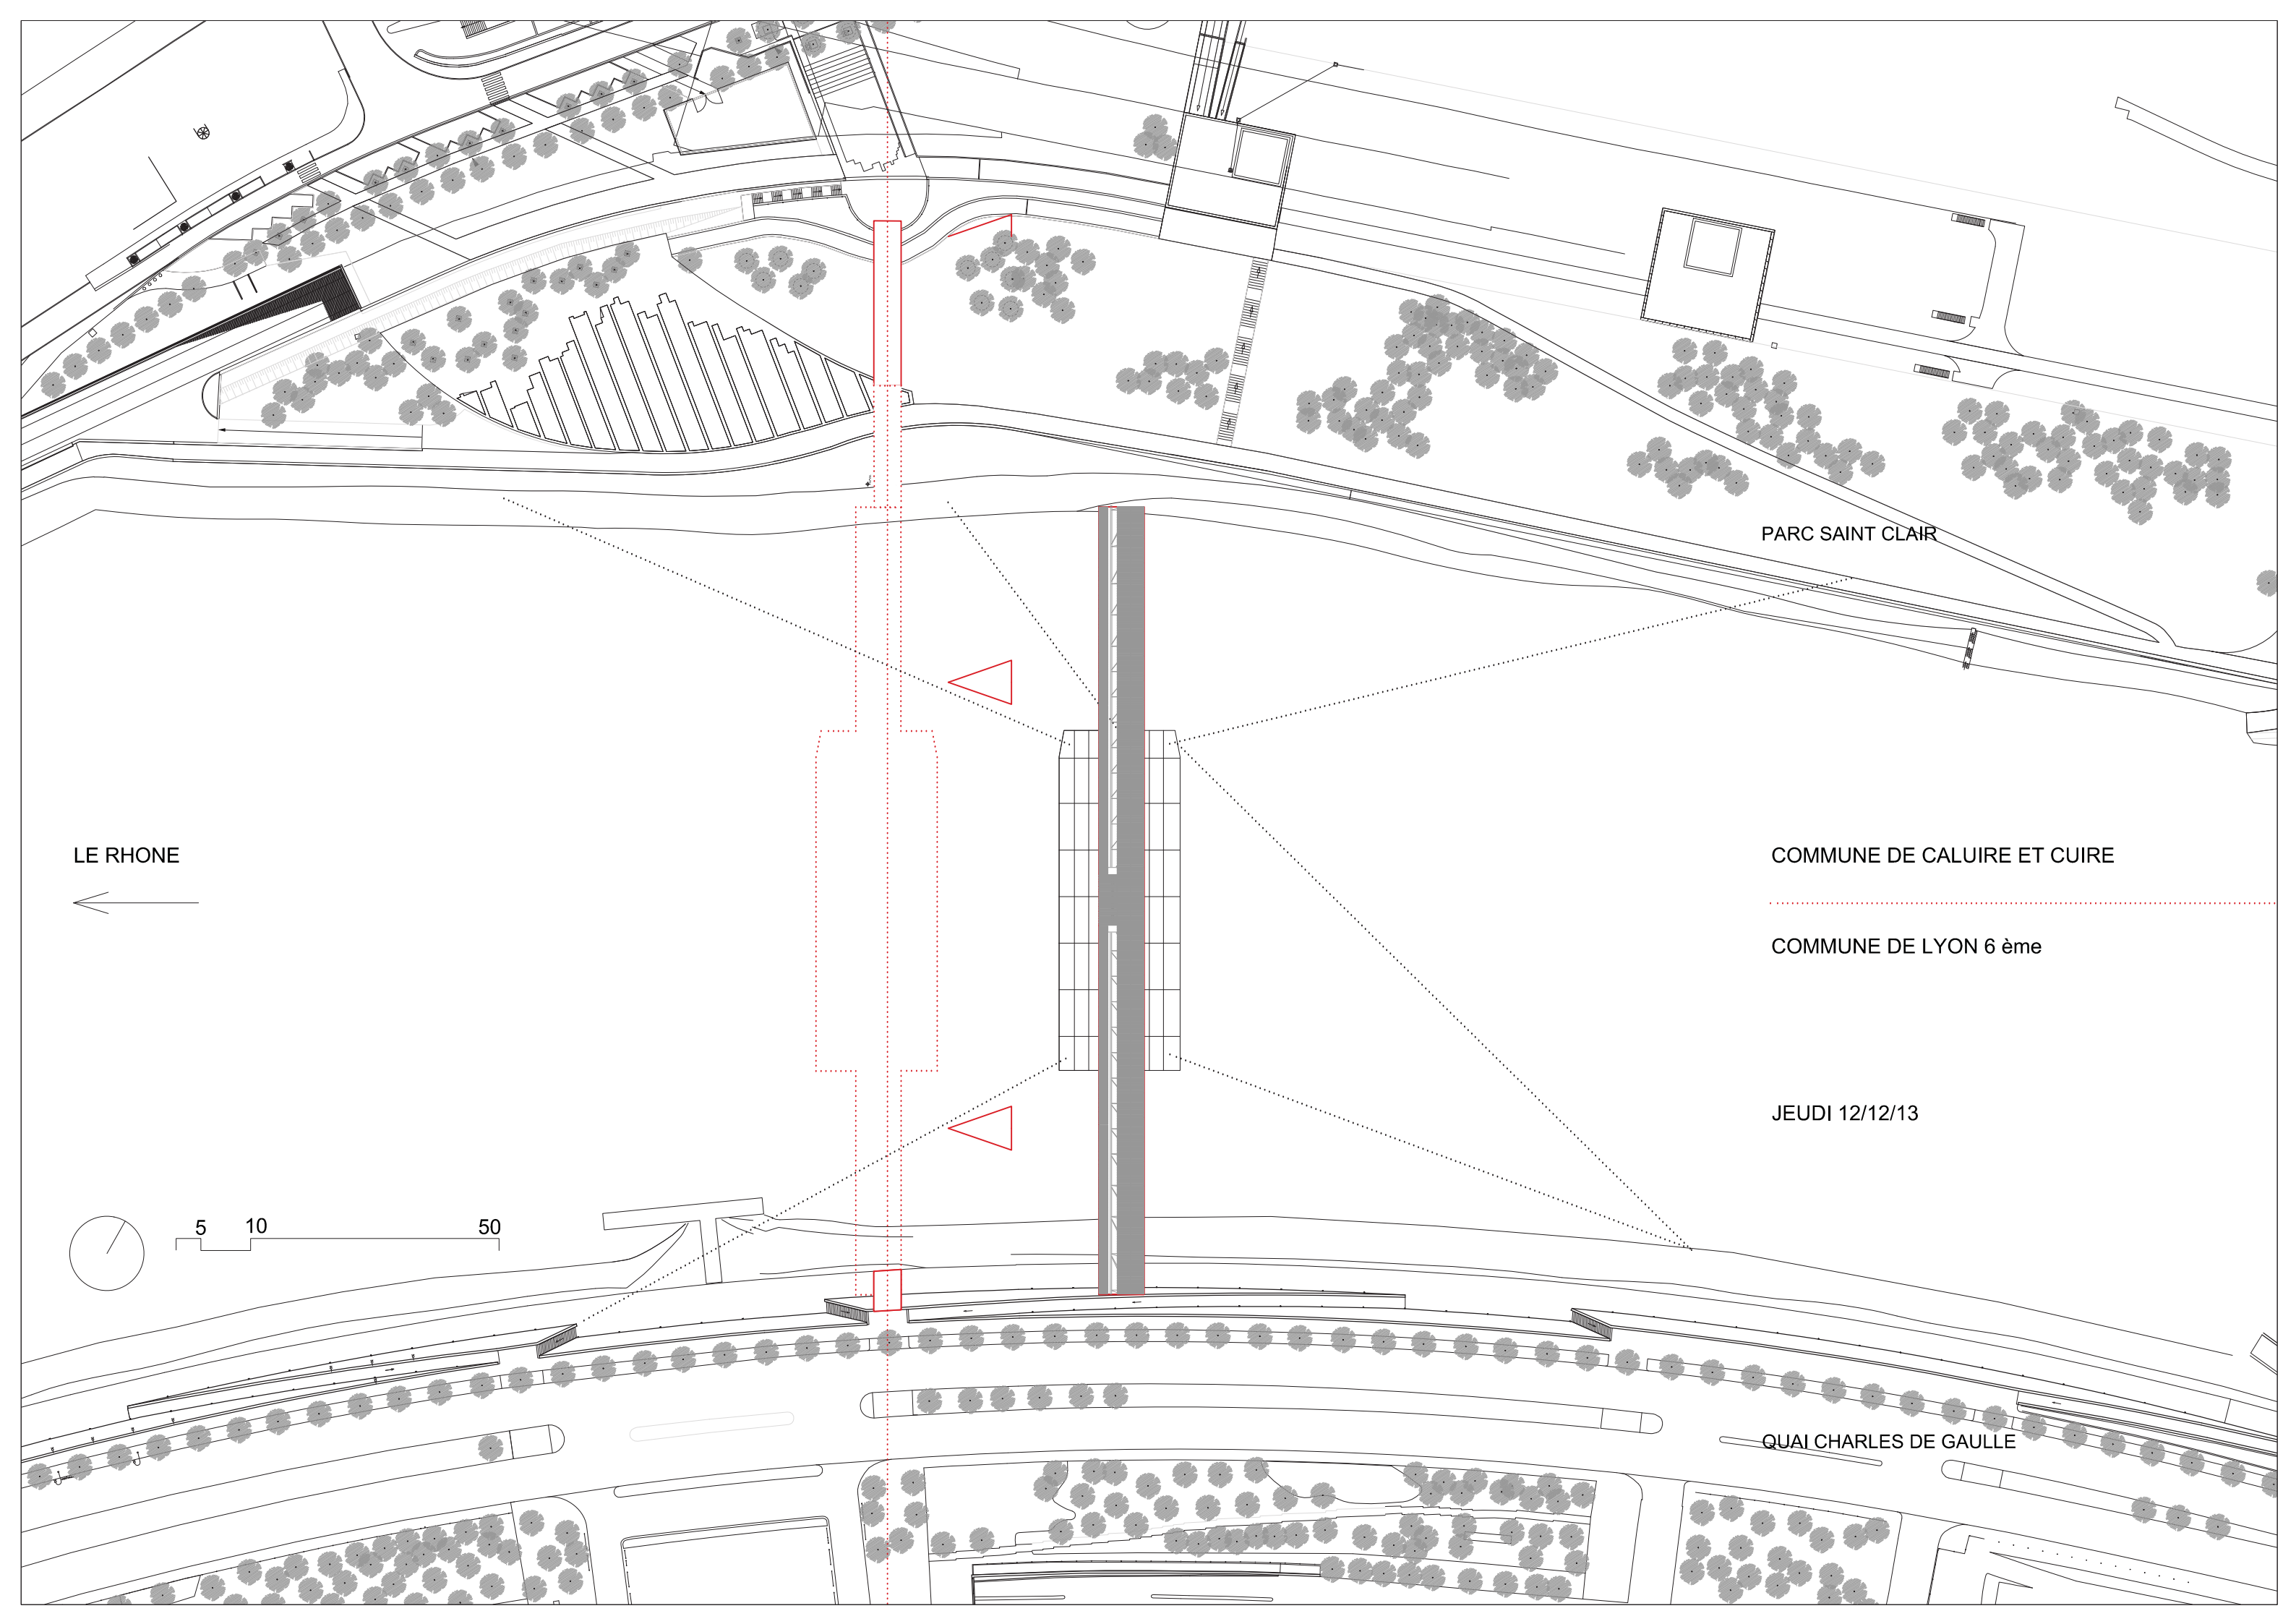 PARC SAINT CLAIR
LE RHONE
COMMUNE DE CALUIRE ET CUIRE
COMMUNE DE LYON 6 ème
JEUDI 12/12/13
5 10 50
QUAI CHARLES DE GAULLE